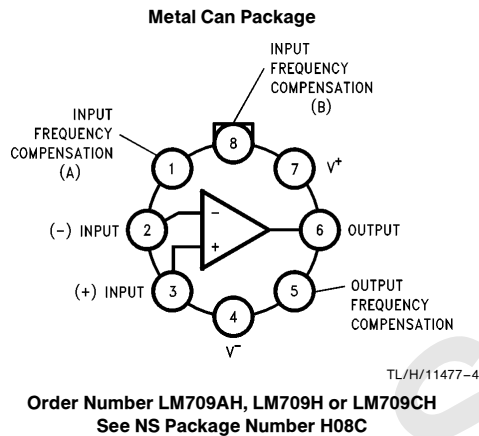 Metal Can Package
INPUT
FREQUENCY
COMPENSATION
(B)
INPUT
FREQUENCY
COMPENSATION
(A)
8
1
7
V+
(−) INPUT
2
−
6
OUTPUT
+
(+) INPUT
3
5
OUTPUT
FREQUENCY
COMPENSATION
4
V−
TL/H/11477–4
Order Number LM709AH, LM709H or LM709CH
See NS Package Number H08C